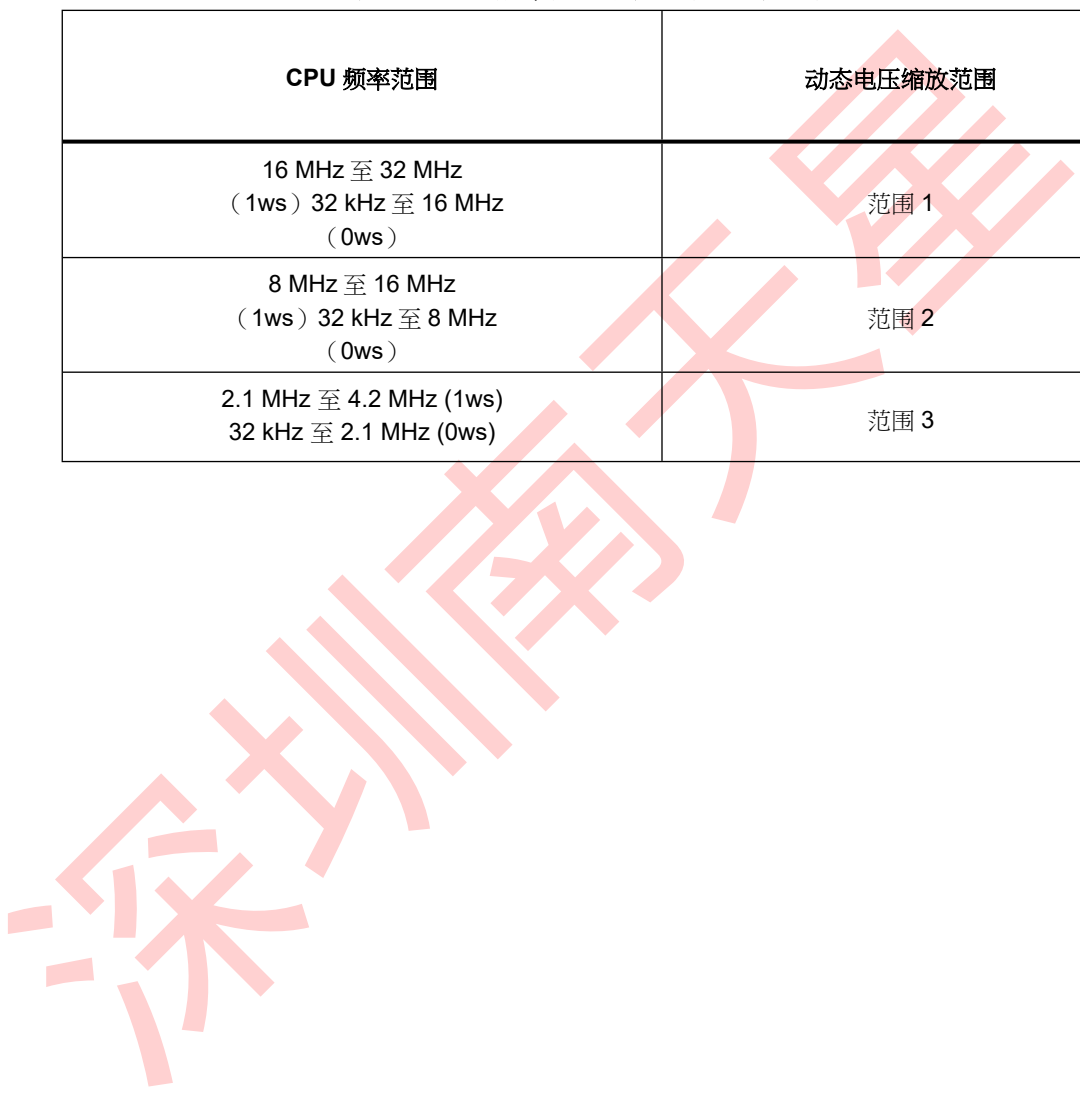 CPU 频率范围
动态电压缩放范围
16 MHz 至 32 MHz
（1ws）32 kHz 至 16 MHz
（0ws）
范围 1
8 MHz 至 16 MHz
（1ws）32 kHz 至 8 MHz
（0ws）
范围 2
2.1 MHz 至 4.2 MHz (1ws)
32 kHz 至 2.1 MHz (0ws)
范围 3
深圳南天星